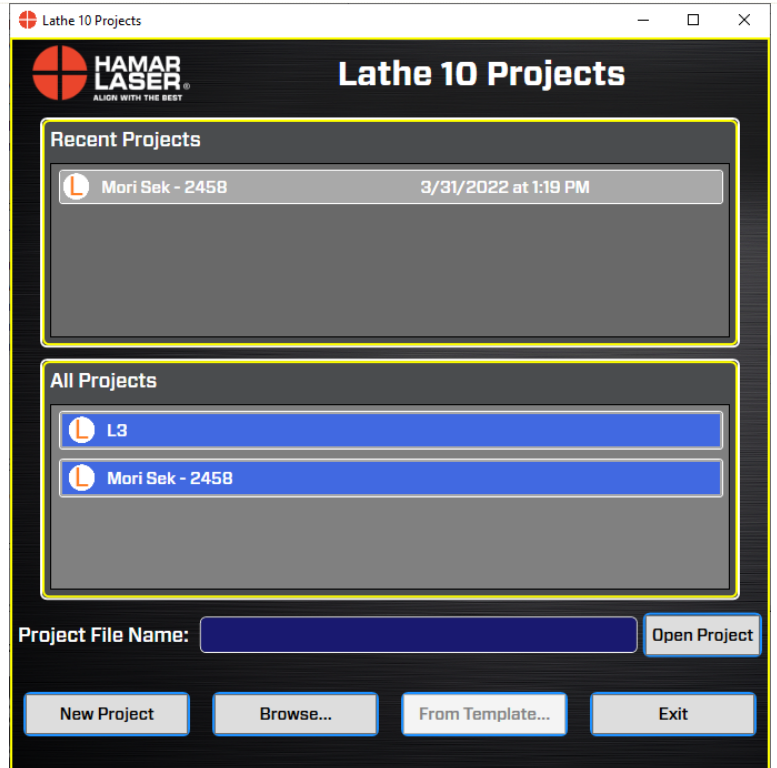 Lathe 10 Projects
HAMAR
LASER®
ALIGN WITH THE BEST
Lathe 10 Projects
Recent Projects
L Mori Sek - 2458 3/31/2022 at 1:19 PM
All Projects
L L3
L Mori Sek - 2458
Project File Name: Open Project
New Project Browse... From Template... Exit